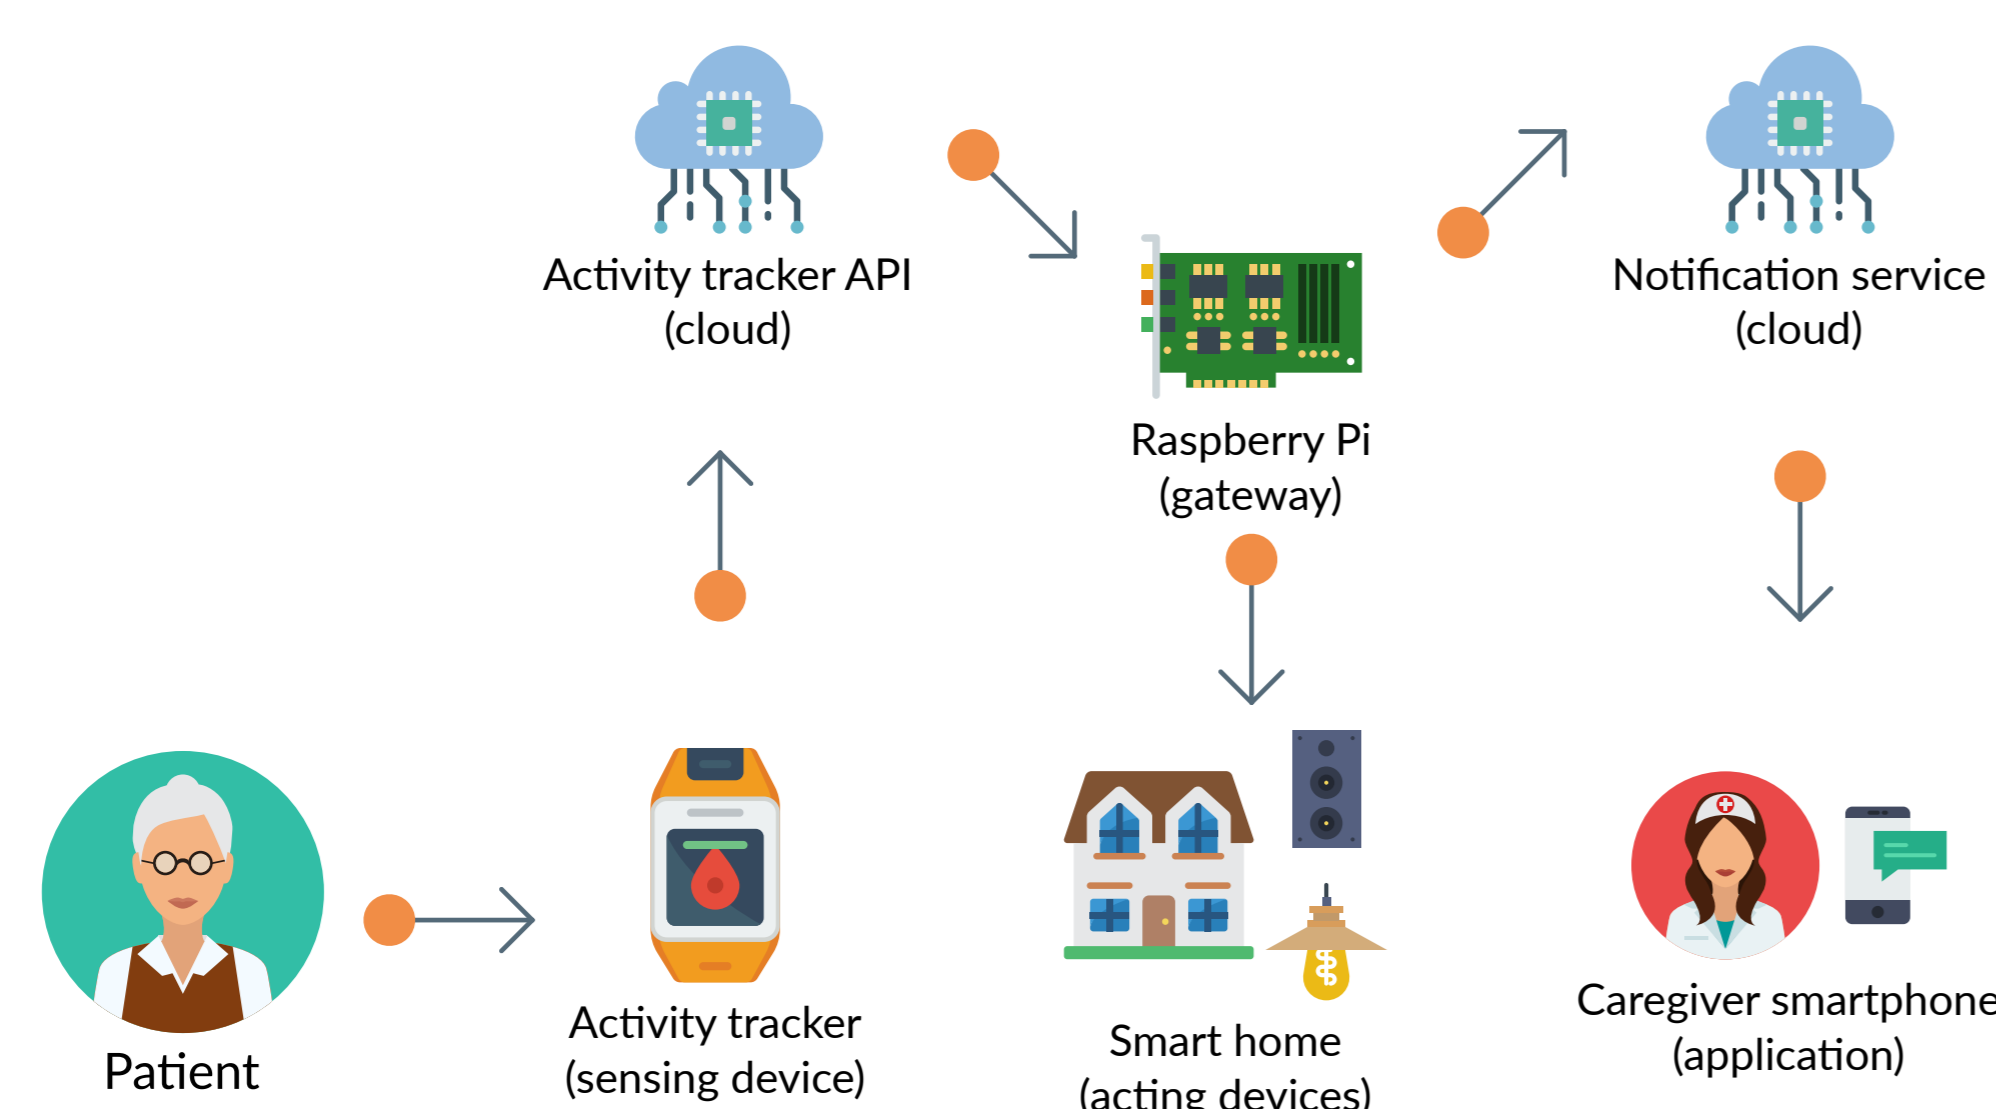 Activity tracker API
(cloud)
Notification service
(cloud)
Raspberry Pi
(gateway)
Patient
Activity tracker
(sensing device)
Smart home
(acting devices)
Caregiver smartphone
(application)